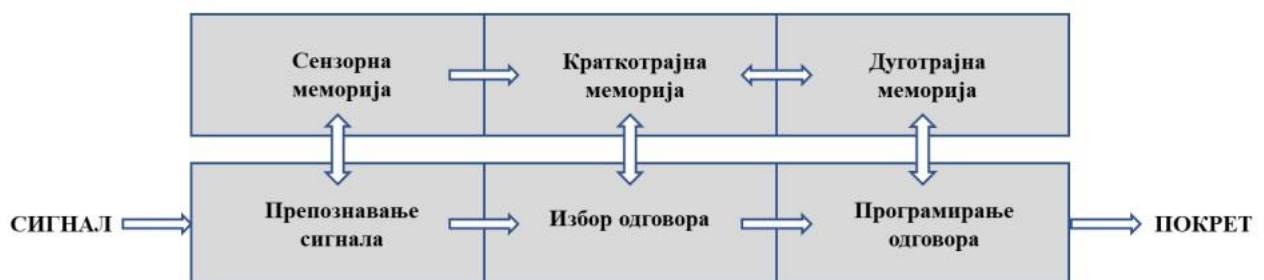 Сензорна
меморија
Краткотрајна
меморија
Дуготрајна
меморија
СИГНАЛ
Препознавање
сигнала
Избор одговора
Програмирање
одговора
ПОКРЕТ